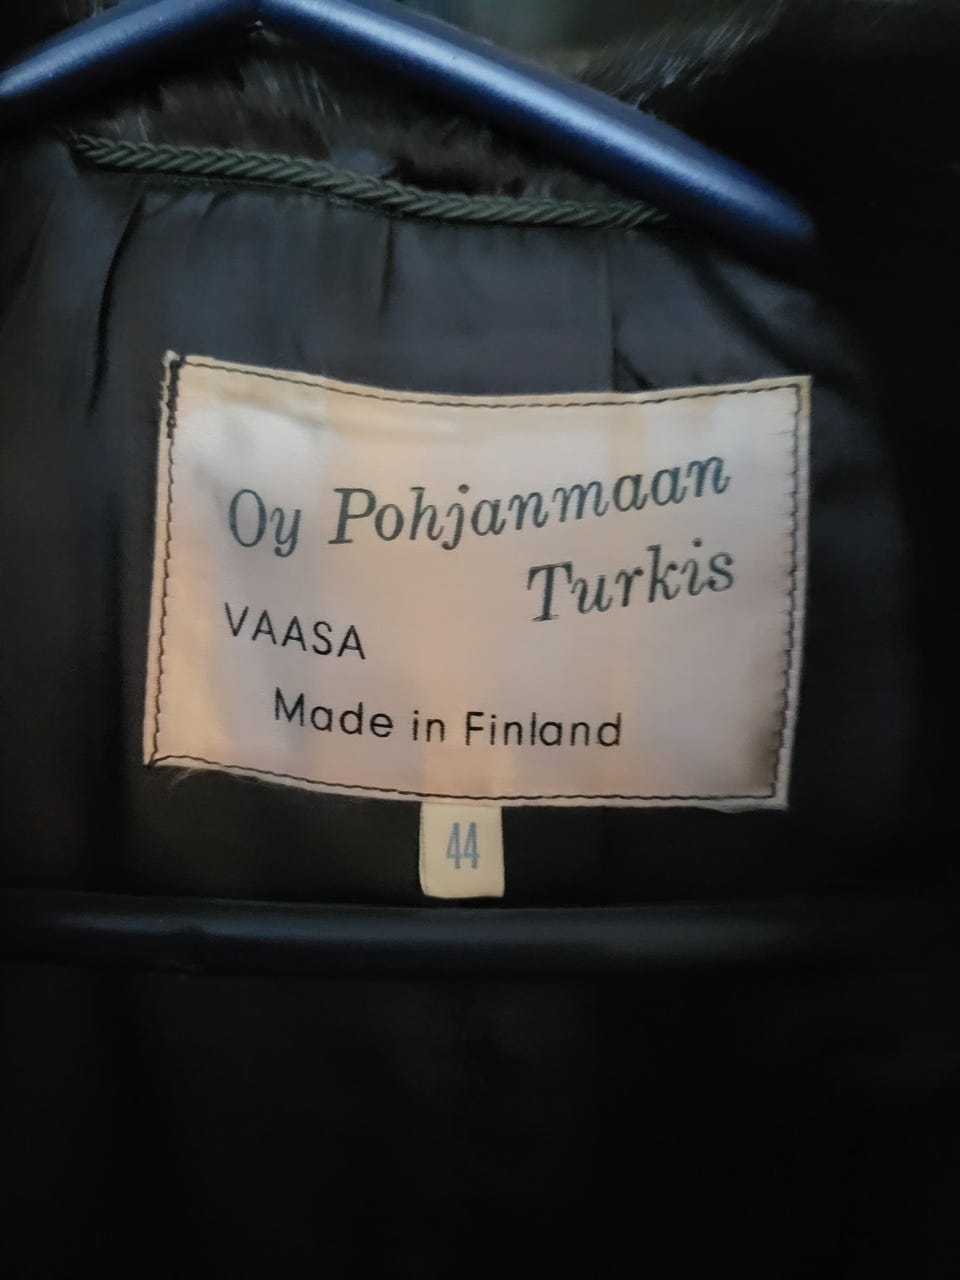 Oy Pohjanmaan
Turkis
VAASA
Made in Finland
44